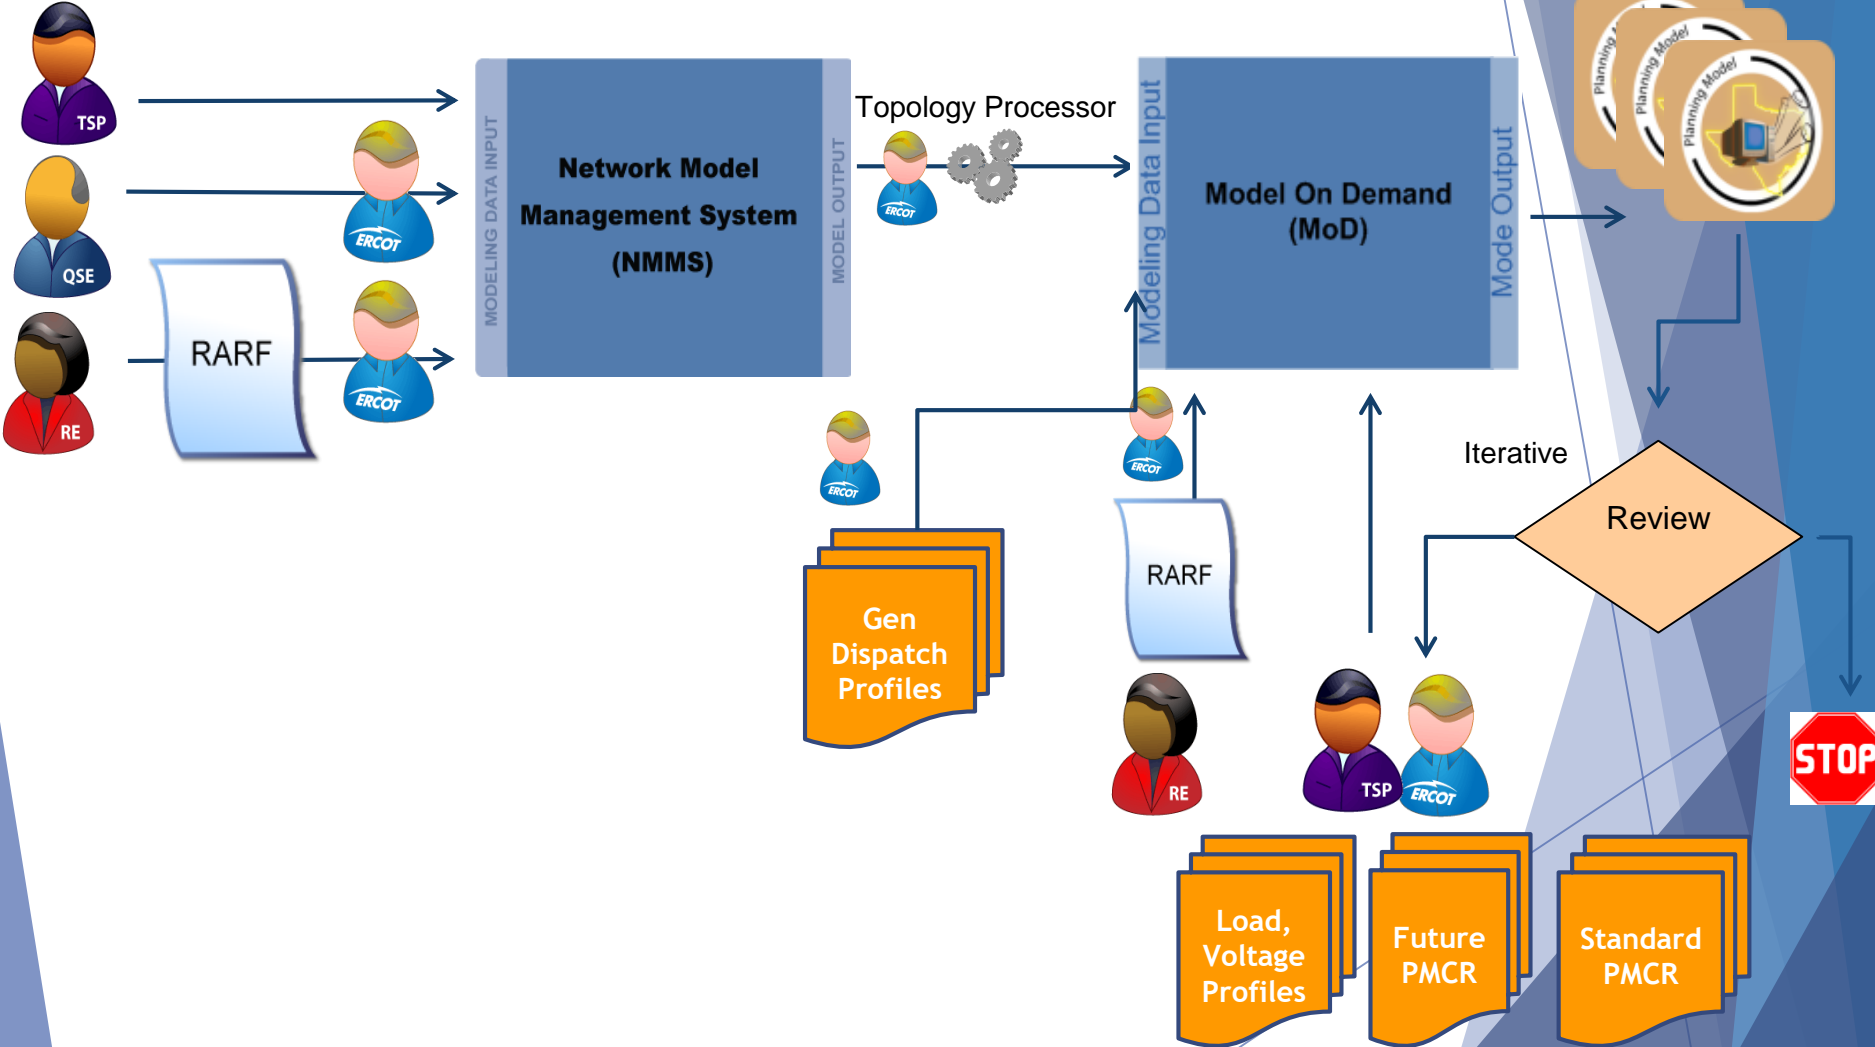 TSP
QSE
RE
RARF
ERCOT
ERCOT
MODELING DATA INPUT
Network Model
Management System
(NMMS)
MODEL OUTPUT
Topology Processor
ERCOT
Modeling Data Input
Model On Demand
(MoD)
Mode Output
Planning Model
Planning Model
Planning
Iterative
Review
STOP
ERCOT
ERCOT
Gen
Dispatch
Profiles
RARF
RE
TSP
ERCOT
Load,
Voltage
Profiles
Future
PMCR
Standard
PMCR